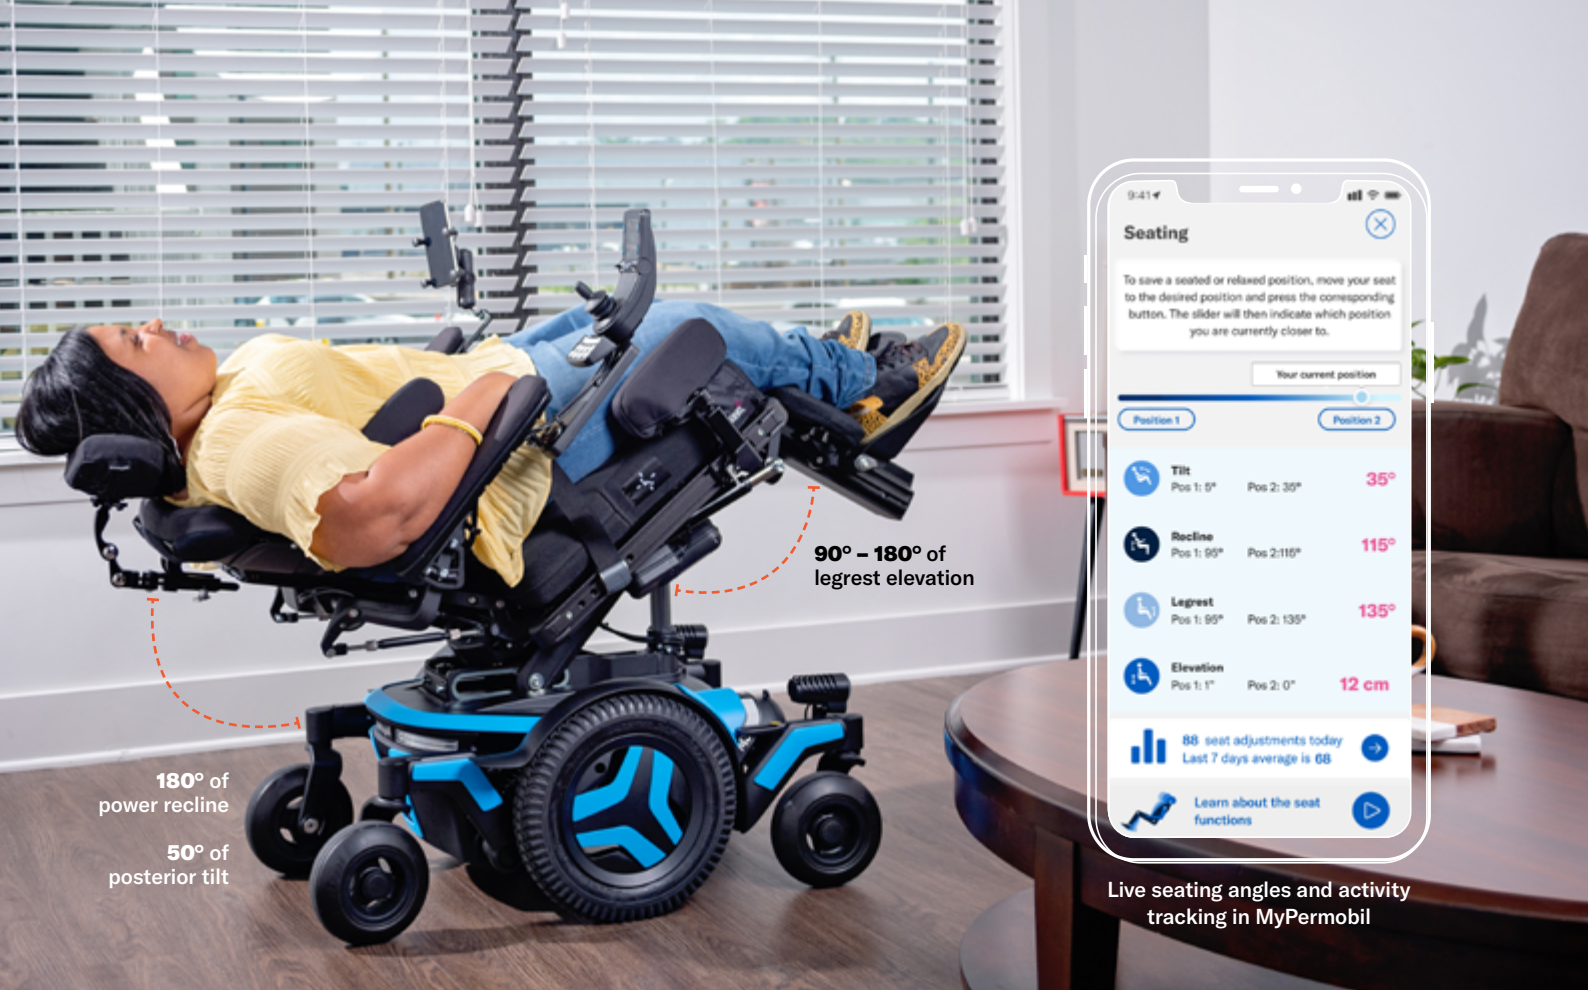 9:41
Seating
To save a seated or relaxed position, move your seat
to the desired position and press the corresponding
button. The slider will then indicate which position
you are currently closer to.
Your current position
Position 1
Position 2
Tilt
Pos 1: 5°
Pos 2: 35°
35°
Recline
Pos 1: 95°
Pos 2:115°
115°
Legrest
Pos 1: 95°
Pos 2: 135°
135°
Elevation
Pos 1: 1"
Pos 2: 0"
12 cm
88 seat adjustments today
Last 7 days average is 68
Learn about the seat
functions
90° – 180° of
legrest elevation
180° of
power recline
50° of
posterior tilt
Live seating angles and activity
tracking in MyPermobil